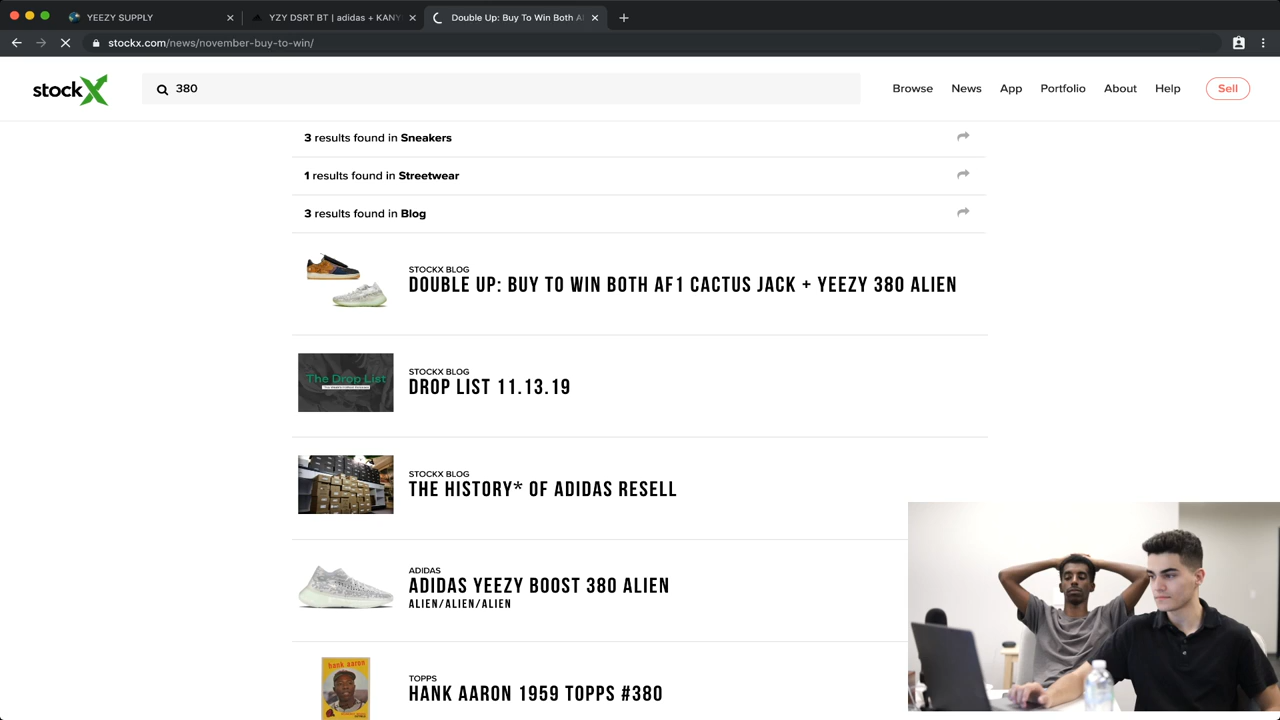 YEEZY SUPPLY
YZY DSRT BT | adidas + KANY
Double Up: Buy To Win Both Al
stockx.com/news/november-buy-to-win/
stockX
380
Browse
News
App
Portfolio
About
Help
Sell
3 results found in Sneakers
1 results found in Streetwear
3 results found in Blog
STOCKX BLOG
DOUBLE UP: BUY TO WIN BOTH AF1 CACTUS JACK + YEEZY 380 ALIEN
The Drop List
STOCKX BLOG
DROP LIST 11.13.19
STOCKX BLOG
THE HISTORY* OF ADIDAS RESELL
ADIDAS
ADIDAS YEEZY BOOST 380 ALIEN
ALIEN/ALIEN/ALIEN
hank aaron
TOPPS
HANK AARON 1959 TOPPS #380